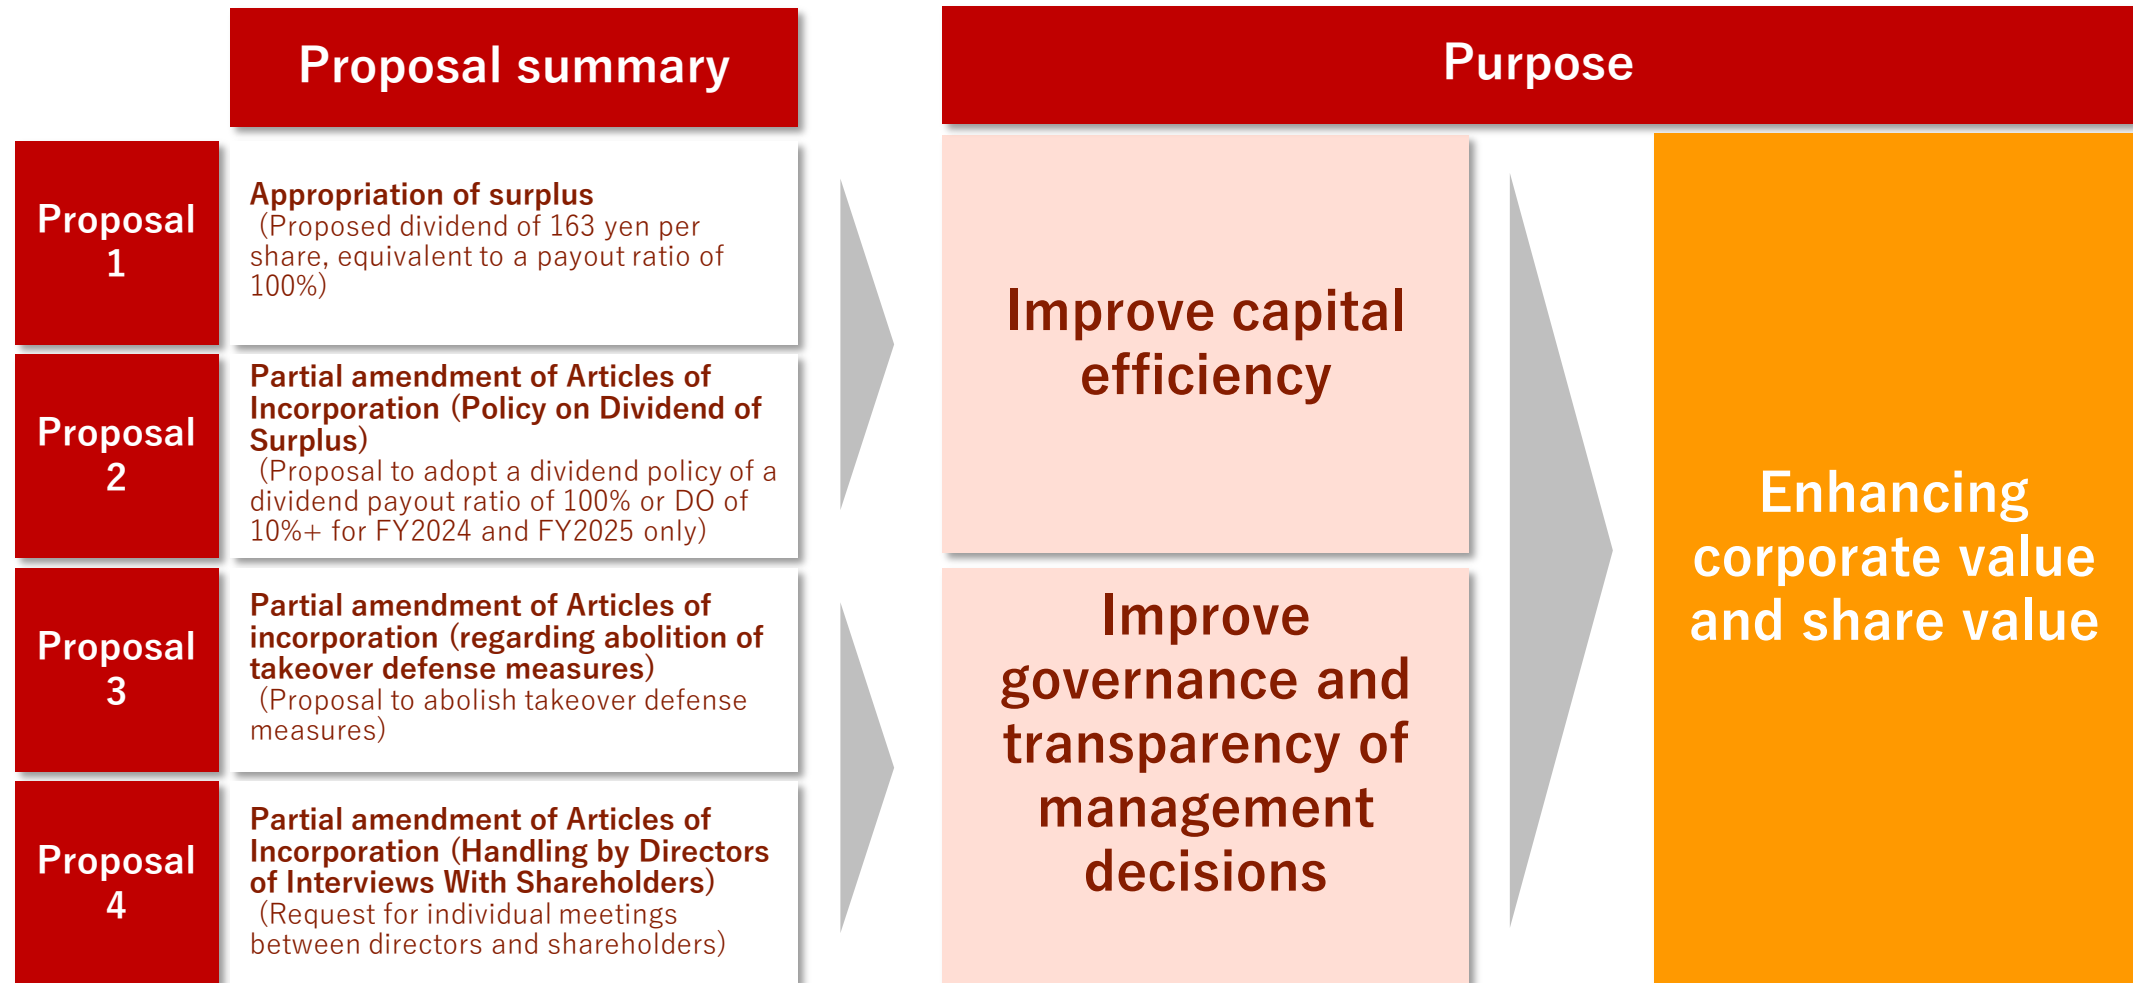 Proposal summary
Purpose
Proposal
1
Appropriation of surplus
(Proposed dividend of 163 yen per
share, equivalent to a payout ratio of
100%)
Proposal
2
Partial amendment of Articles of
Incorporation (Policy on Dividend of
Surplus)
(Proposal to adopt a dividend policy of a
dividend payout ratio of 100% or DO of
10%+ for FY2024 and FY2025 only)
Proposal
3
Partial amendment of Articles of
incorporation (regarding abolition of
takeover defense measures)
(Proposal to abolish takeover defense
measures)
Proposal
4
Partial amendment of Articles of
Incorporation (Handling by Directors
of Interviews With Shareholders)
(Request for individual meetings
between directors and shareholders)
Improve capital
efficiency
Improve
governance and
transparency of
management
decisions
Enhancing
corporate value
and share value